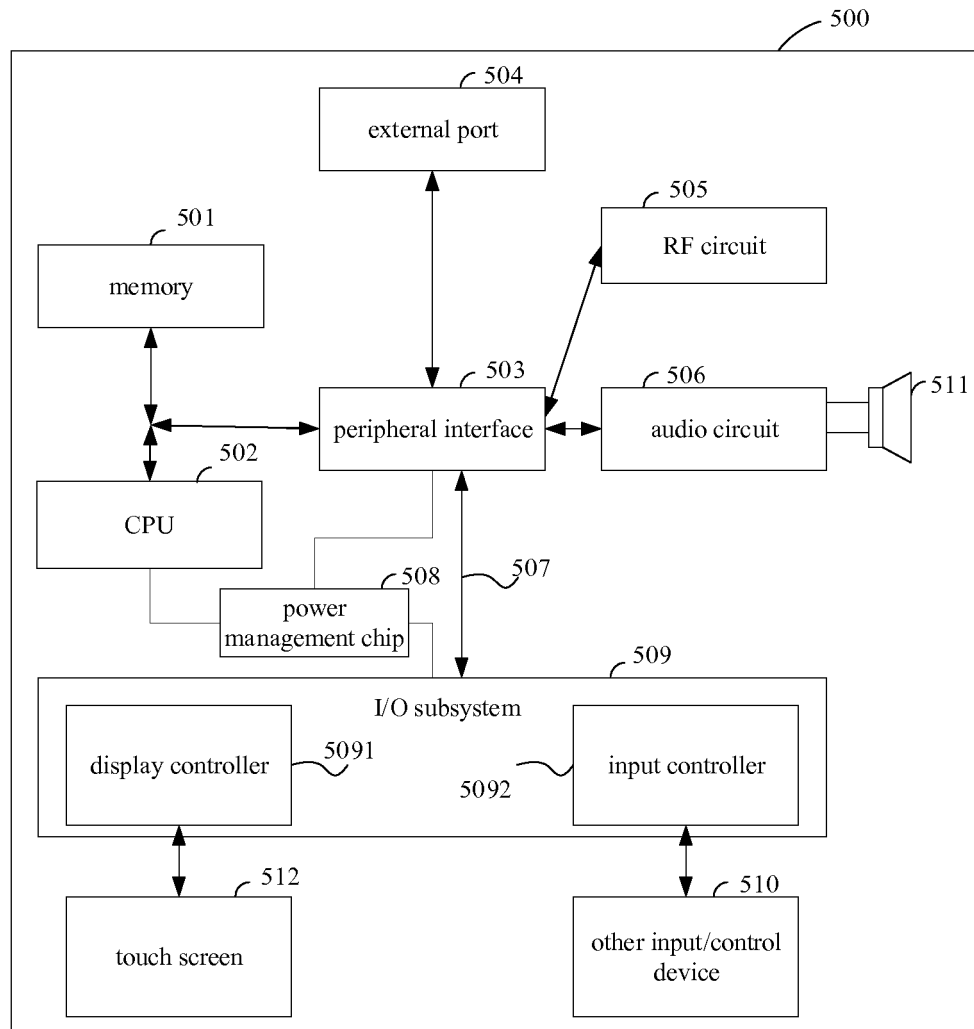 500
504
external port
505
RF circuit
501
memory
503
peripheral interface
506
audio circuit
511
502
CPU
507
508
power
management chip
509
I/O subsystem
display controller
5091
5092
input controller
512
touch screen
510
other input/control
device